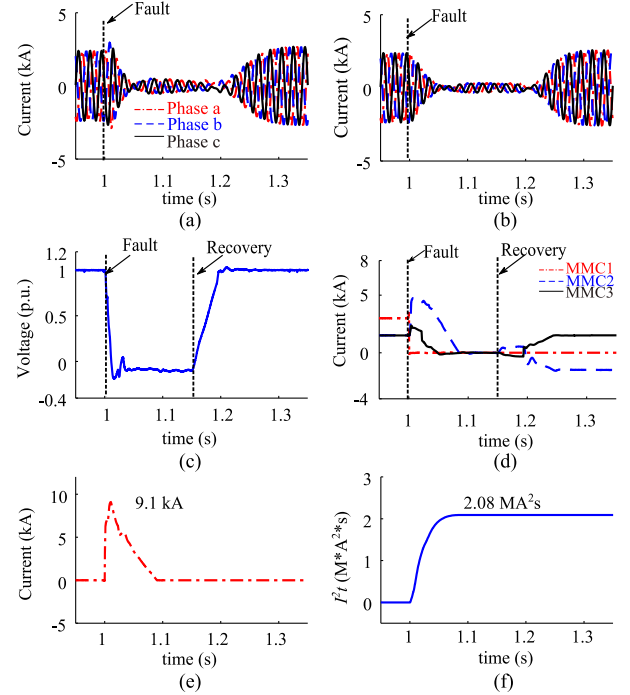 5
Fault
Current (kA)
0
Phase a
Phase b
Phase c
-5
1
1.1
1.2
1.3
time (s)
(a)
5
Fault
Current (kA)
0
-5
1
1.1
1.2
1.3
time (s)
(b)
1.2
Fault
Recovery
1
Voltage (p.u.)
0.5
0
-0.4
1
1.1
1.2
1.3
time (s)
(c)
8
Fault
Recovery
MMC1
MMC2
MMC3
Current (kA)
4
0
-4
1
1.1
1.2
1.3
time (s)
(d)
10
9.1 kA
Current (kA)
5
0
-5
1
1.1
1.2
1.3
time (s)
(e)
3
2.08 MA²s
I²t (M*A²*s)
2
1
0
1
1.1
1.2
1.3
time (s)
(f)